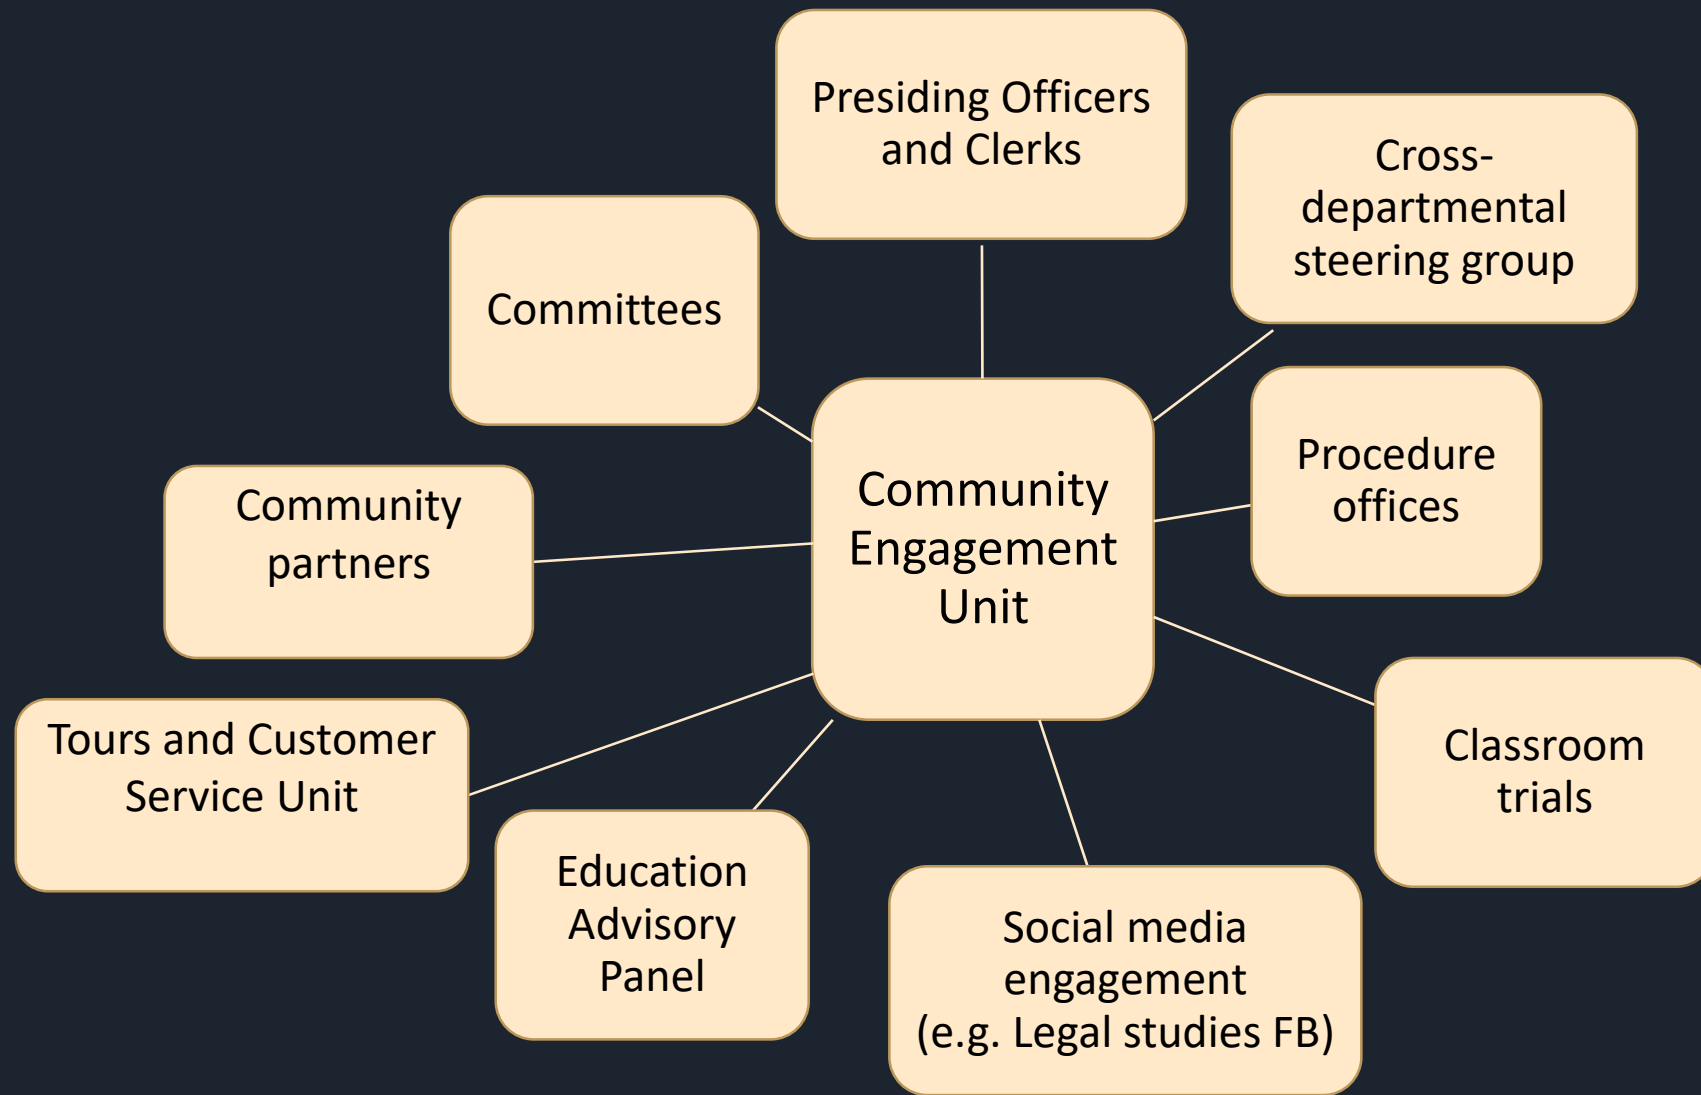 Presiding Officers
and Clerks
Cross-
departmental
steering group
Committees
Procedure
offices
Community
Engagement
Unit
Community
partners
Classroom
trials
Tours and Customer
Service Unit
Education
Advisory
Panel
Social media
engagement
(e.g. Legal studies FB)